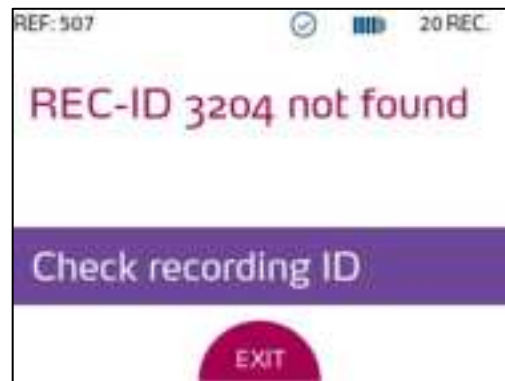 REF: 507 20 REC.
REC-ID 3204 not found
Check recording ID
EXIT